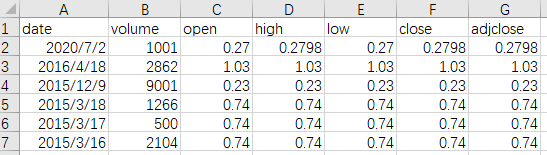 A B C D E F G
1 date volume open high low close adjclose
2 2020/7/2 1001 0.27 0.2798 0.27 0.2798 0.2798
3 2016/4/18 2862 1.03 1.03 1.03 1.03 1.03
4 2015/12/9 9001 0.23 0.23 0.23 0.23 0.23
5 2015/3/18 1266 0.74 0.74 0.74 0.74 0.74
6 2015/3/17 500 0.74 0.74 0.74 0.74 0.74
7 2015/3/16 2104 0.74 0.74 0.74 0.74 0.74